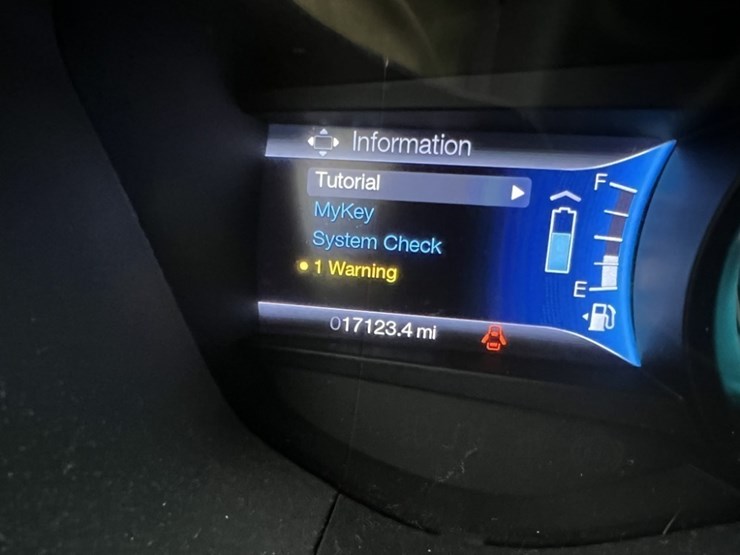 Information
Tutorial
MyKey
System Check
1 Warning
F
E
017123.4 mi